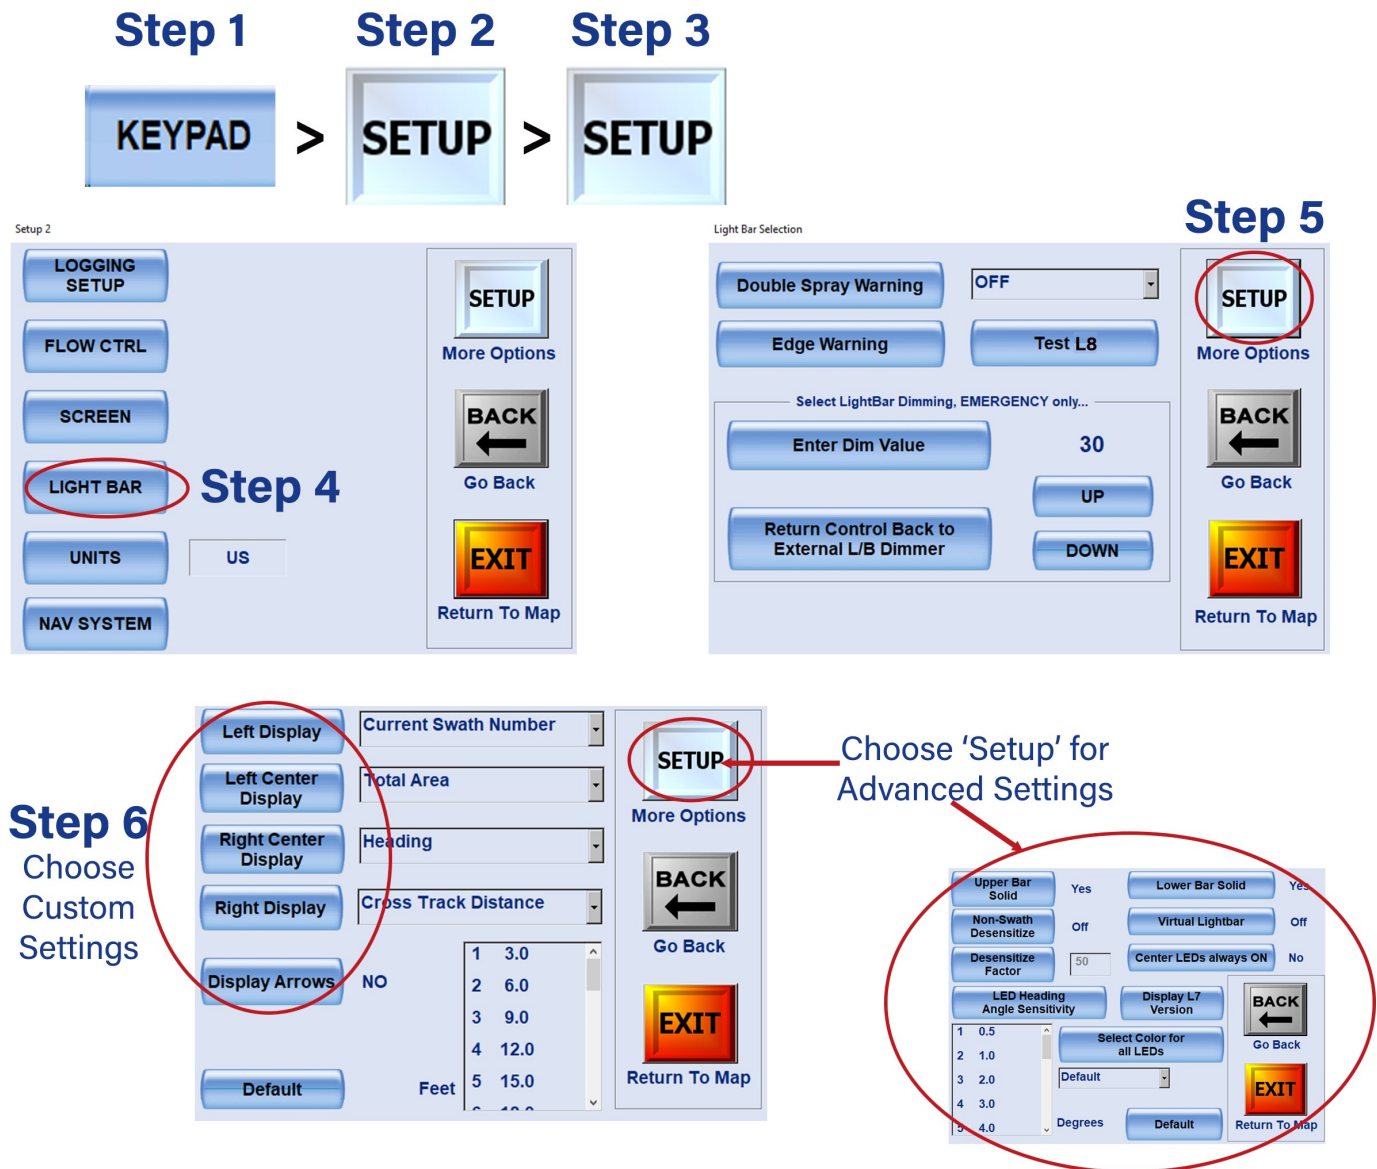 Step 1
Step 2
Step 3
KEYPAD
>
SETUP
>
SETUP
Setup 2
LOGGING
SETUP
FLOW CTRL
SCREEN
LIGHT BAR
Step 4
UNITS
US
NAV SYSTEM
SETUP
More Options
BACK
Go Back
EXIT
Return To Map
Light Bar Selection
Step 5
Double Spray Warning
OFF
Edge Warning
Test L8
Select LightBar Dimming, EMERGENCY only...
Enter Dim Value
30
UP
Return Control Back to
External L/B Dimmer
DOWN
SETUP
More Options
BACK
Go Back
EXIT
Return To Map
Step 6
Choose
Custom
Settings
Left Display
Current Swath Number
Left Center
Display
Total Area
Right Center
Display
Heading
Right Display
Cross Track Distance
Display Arrows
NO
1 3.0
2 6.0
3 9.0
4 12.0
5 15.0
Feet
Default
SETUP
More Options
BACK
Go Back
EXIT
Return To Map
Choose ‘Setup’ for
Advanced Settings
Upper Bar
Solid
Yes
Lower Bar Solid
Yes
Non-Swath
Desensitize
Off
Virtual Lightbar
Off
Desensitize
Factor
50
Center LEDs always ON
No
LED Heading
Angle Sensitivity
Display L7
Version
1 0.5
2 1.0
3 2.0
4 3.0
5 4.0
Select Color for
all LEDs
Default
Degrees
Default
BACK
Go Back
EXIT
Return To Map